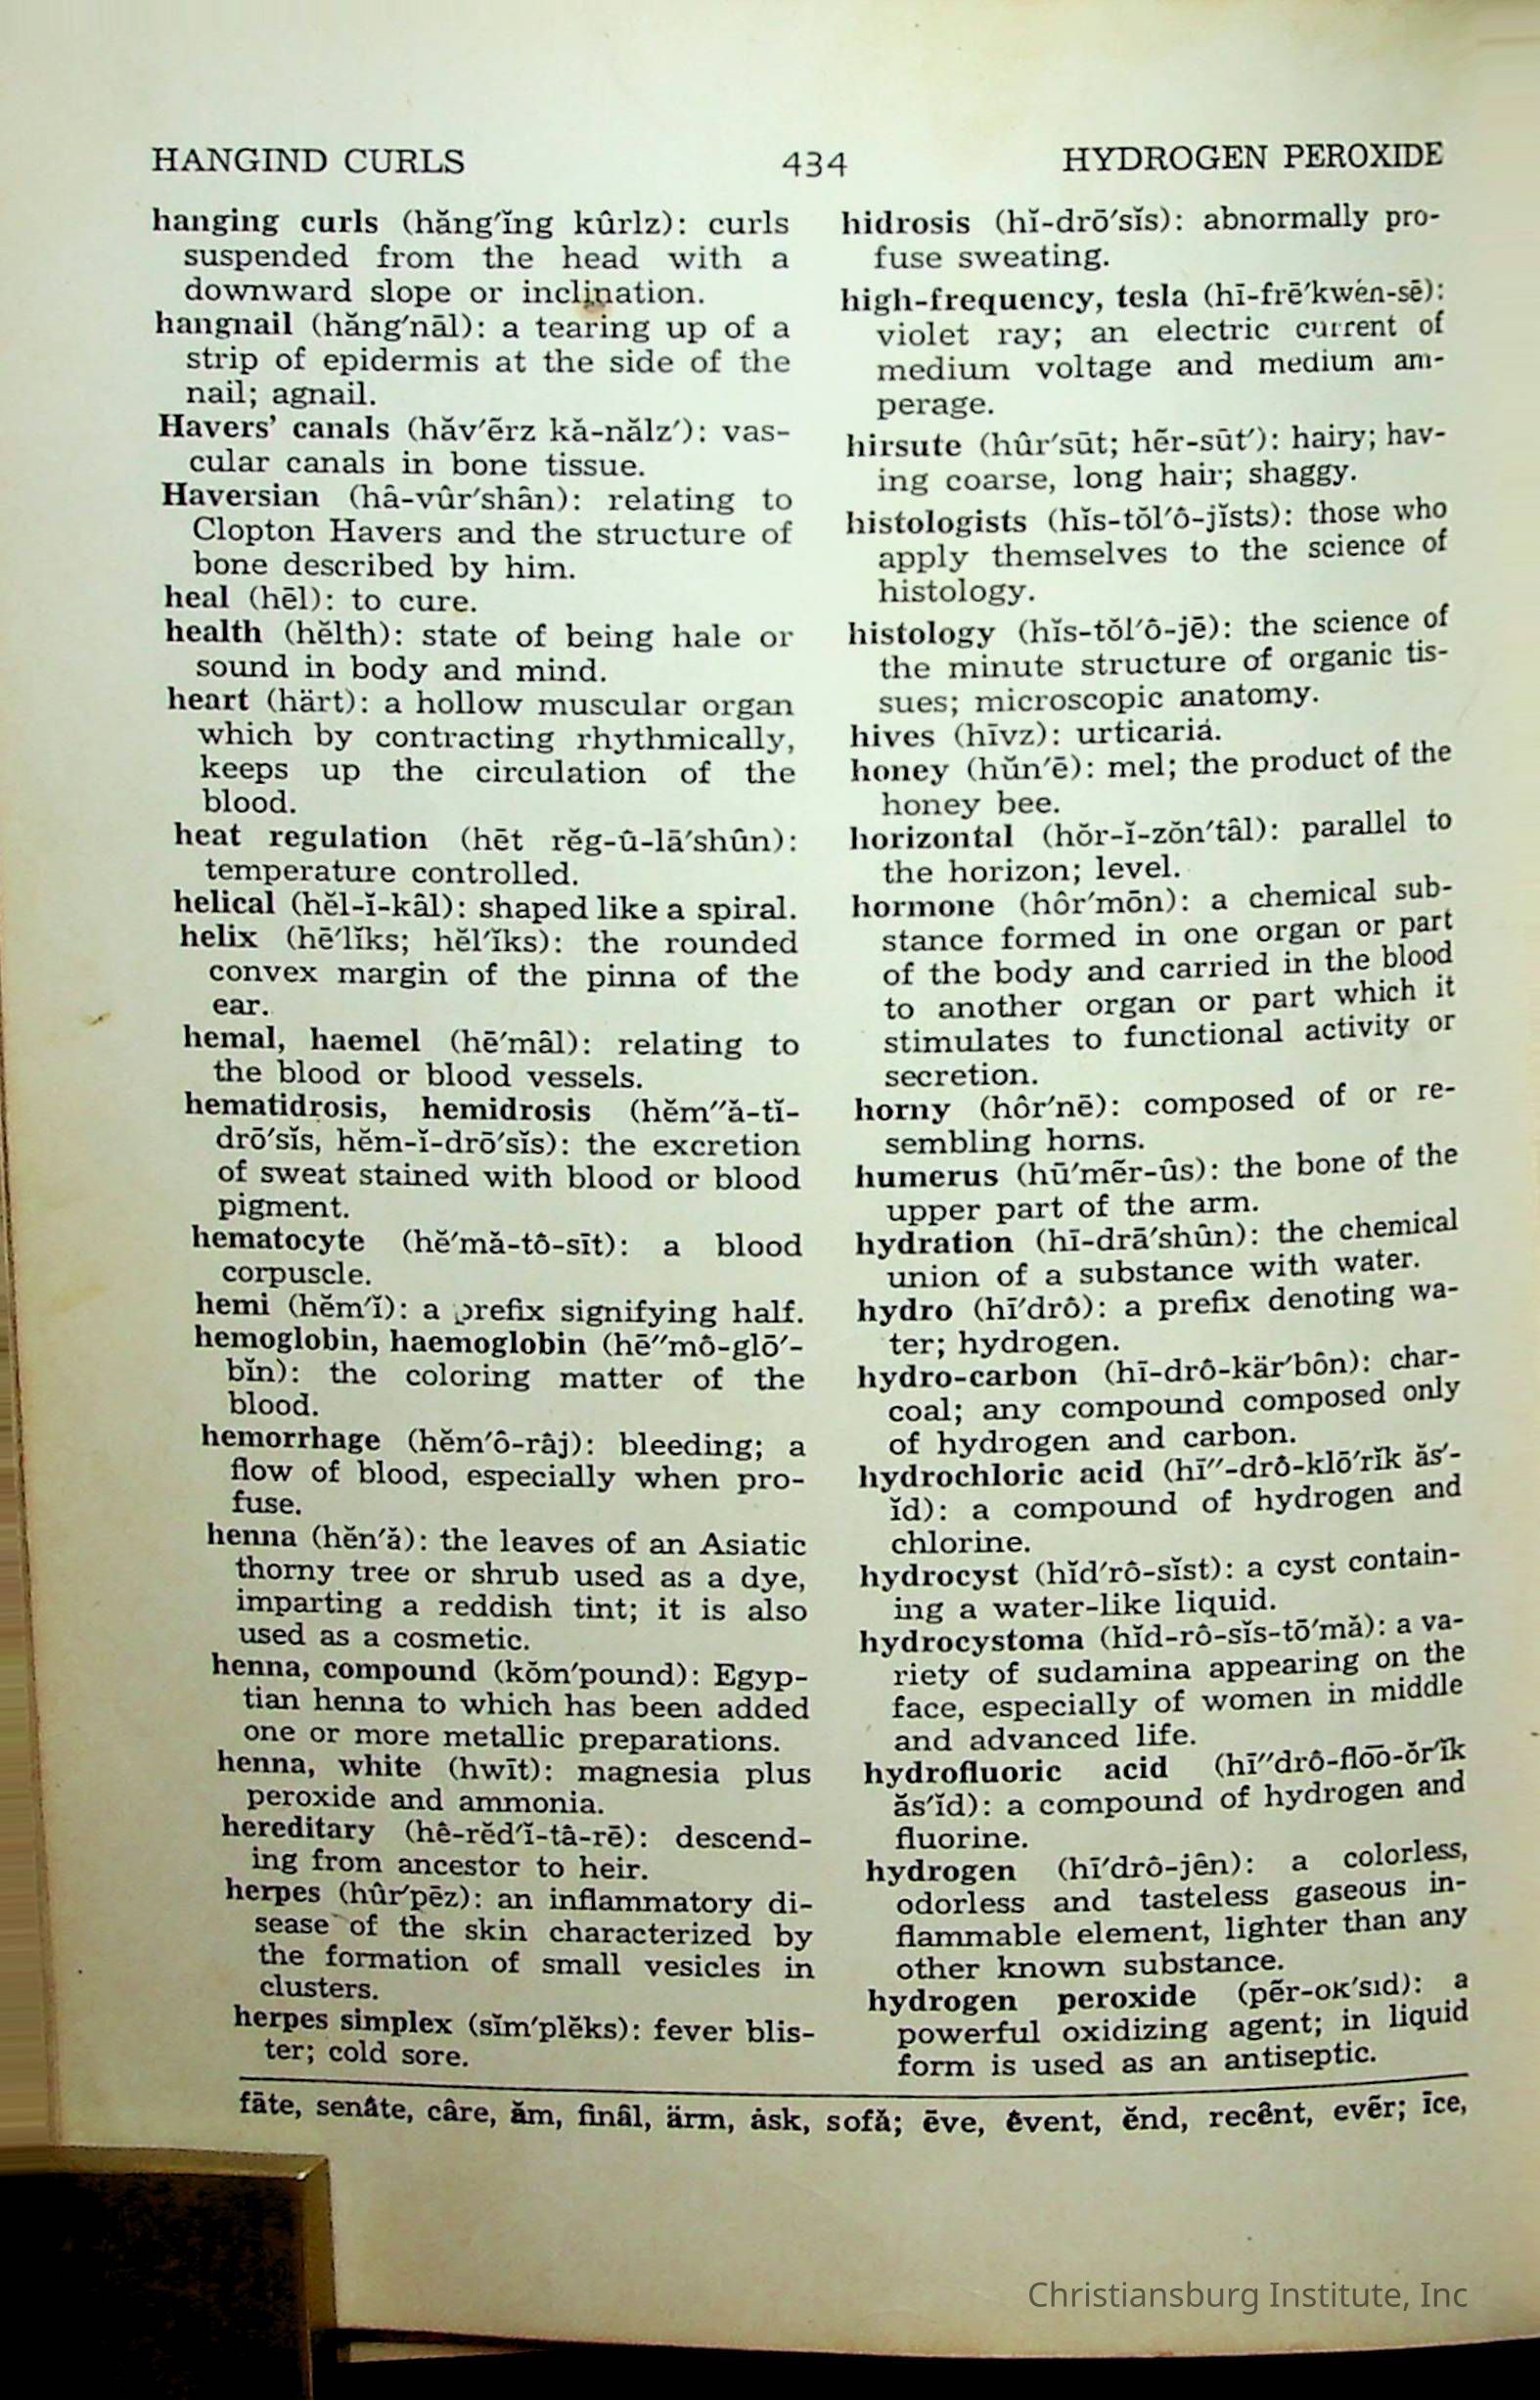 HANGIND CURLS 434 HYDROGEN PEROXIDE
hanging curls (hăng′ĭng kûrlz): curls
suspended from the head with a
downward slope or inclination.
hangnail (hăng′nāl): a tearing up of a
strip of epidermis at the side of the
nail; agnail.
Havers’ canals (hăv′ẽrz kă-nălz′): vas-
cular canals in bone tissue.
Haversian (hâ-vûr′shân): relating to
Clopton Havers and the structure of
bone described by him.
heal (hēl): to cure.
health (hĕlth): state of being hale or
sound in body and mind.
heart (härt): a hollow muscular organ
which by contracting rhythmically,
keeps up the circulation of the
blood.
heat regulation (hēt rĕg-û-lā′shûn):
temperature controlled.
helical (hĕl-ĭ-kâl): shaped like a spiral.
helix (hē′lĭks; hĕl′ĭks): the rounded
convex margin of the pinna of the
ear.
hemal, haemel (hē′mâl): relating to
the blood or blood vessels.
hematidrosis, hemidrosis (hĕm″ă-tĭ-
drō′sĭs, hĕm-ĭ-drō′sĭs): the excretion
of sweat stained with blood or blood
pigment.
hematocyte (hĕ′mă-tô-sīt): a blood
corpuscle.
hemi (hĕm′ĭ): a prefix signifying half.
hemoglobin, haemoglobin (hē″mô-glō′-
bĭn): the coloring matter of the
blood.
hemorrhage (hĕm′ô-râj): bleeding; a
flow of blood, especially when pro-
fuse.
henna (hĕn′ă): the leaves of an Asiatic
thorny tree or shrub used as a dye,
imparting a reddish tint; it is also
used as a cosmetic.
henna, compound (kŏm′pound): Egyp-
tian henna to which has been added
one or more metallic preparations.
henna, white (hwīt): magnesia plus
peroxide and ammonia.
hereditary (hê-rĕd′ĭ-tâ-rē): descend-
ing from ancestor to heir.
herpes (hûr′pēz): an inflammatory di-
sease of the skin characterized by
the formation of small vesicles in
clusters.
herpes simplex (sĭm′plĕks): fever blis-
ter; cold sore.
hidrosis (hĭ-drō′sĭs): abnormally pro-
fuse sweating.
high-frequency, tesla (hī-frē′kwėn-sē):
violet ray; an electric current of
medium voltage and medium am-
perage.
hirsute (hûr′sūt; hẽr-sūt′): hairy; hav-
ing coarse, long hair; shaggy.
histologists (hĭs-tŏl′ô-jĭsts): those who
apply themselves to the science of
histology.
histology (hĭs-tŏl′ô-jē): the science of
the minute structure of organic tis-
sues; microscopic anatomy.
hives (hīvz): urticaria.
honey (hŭn′ē): mel; the product of the
honey bee.
horizontal (hŏr-ĭ-zŏn′tâl): parallel to
the horizon; level.
hormone (hôr′mōn): a chemical sub-
stance formed in one organ or part
of the body and carried in the blood
to another organ or part which it
stimulates to functional activity or
secretion.
horny (hôr′nē): composed of or re-
sembling horns.
humerus (hū′mẽr-ûs): the bone of the
upper part of the arm.
hydration (hī-drā′shûn): the chemical
union of a substance with water.
hydro (hī′drô): a prefix denoting wa-
ter; hydrogen.
hydro-carbon (hī-drô-kär′bôn): char-
coal; any compound composed only
of hydrogen and carbon.
hydrochloric acid (hī″-drô-klō′rĭk ăs′-
ĭd): a compound of hydrogen and
chlorine.
hydrocyst (hĭd′rô-sĭst): a cyst contain-
ing a water-like liquid.
hydrocystoma (hĭd-rô-sĭs-tō′mă): a va-
riety of sudamina appearing on the
face, especially of women in middle
and advanced life.
hydrofluoric acid (hī″drô-flo͞o-ŏr′ĭk
ăs′ĭd): a compound of hydrogen and
fluorine.
hydrogen (hī′drô-jên): a colorless,
odorless and tasteless gaseous in-
flammable element, lighter than any
other known substance.
hydrogen peroxide (pẽr-ok′sīd): a
powerful oxidizing agent; in liquid
form is used as an antiseptic.
fāte, senâte, câre, ăm, finâl, ärm, ȧsk, sofă; ēve, êvent, ĕnd, recênt, evẽr; īce,
Christiansburg Institute, Inc